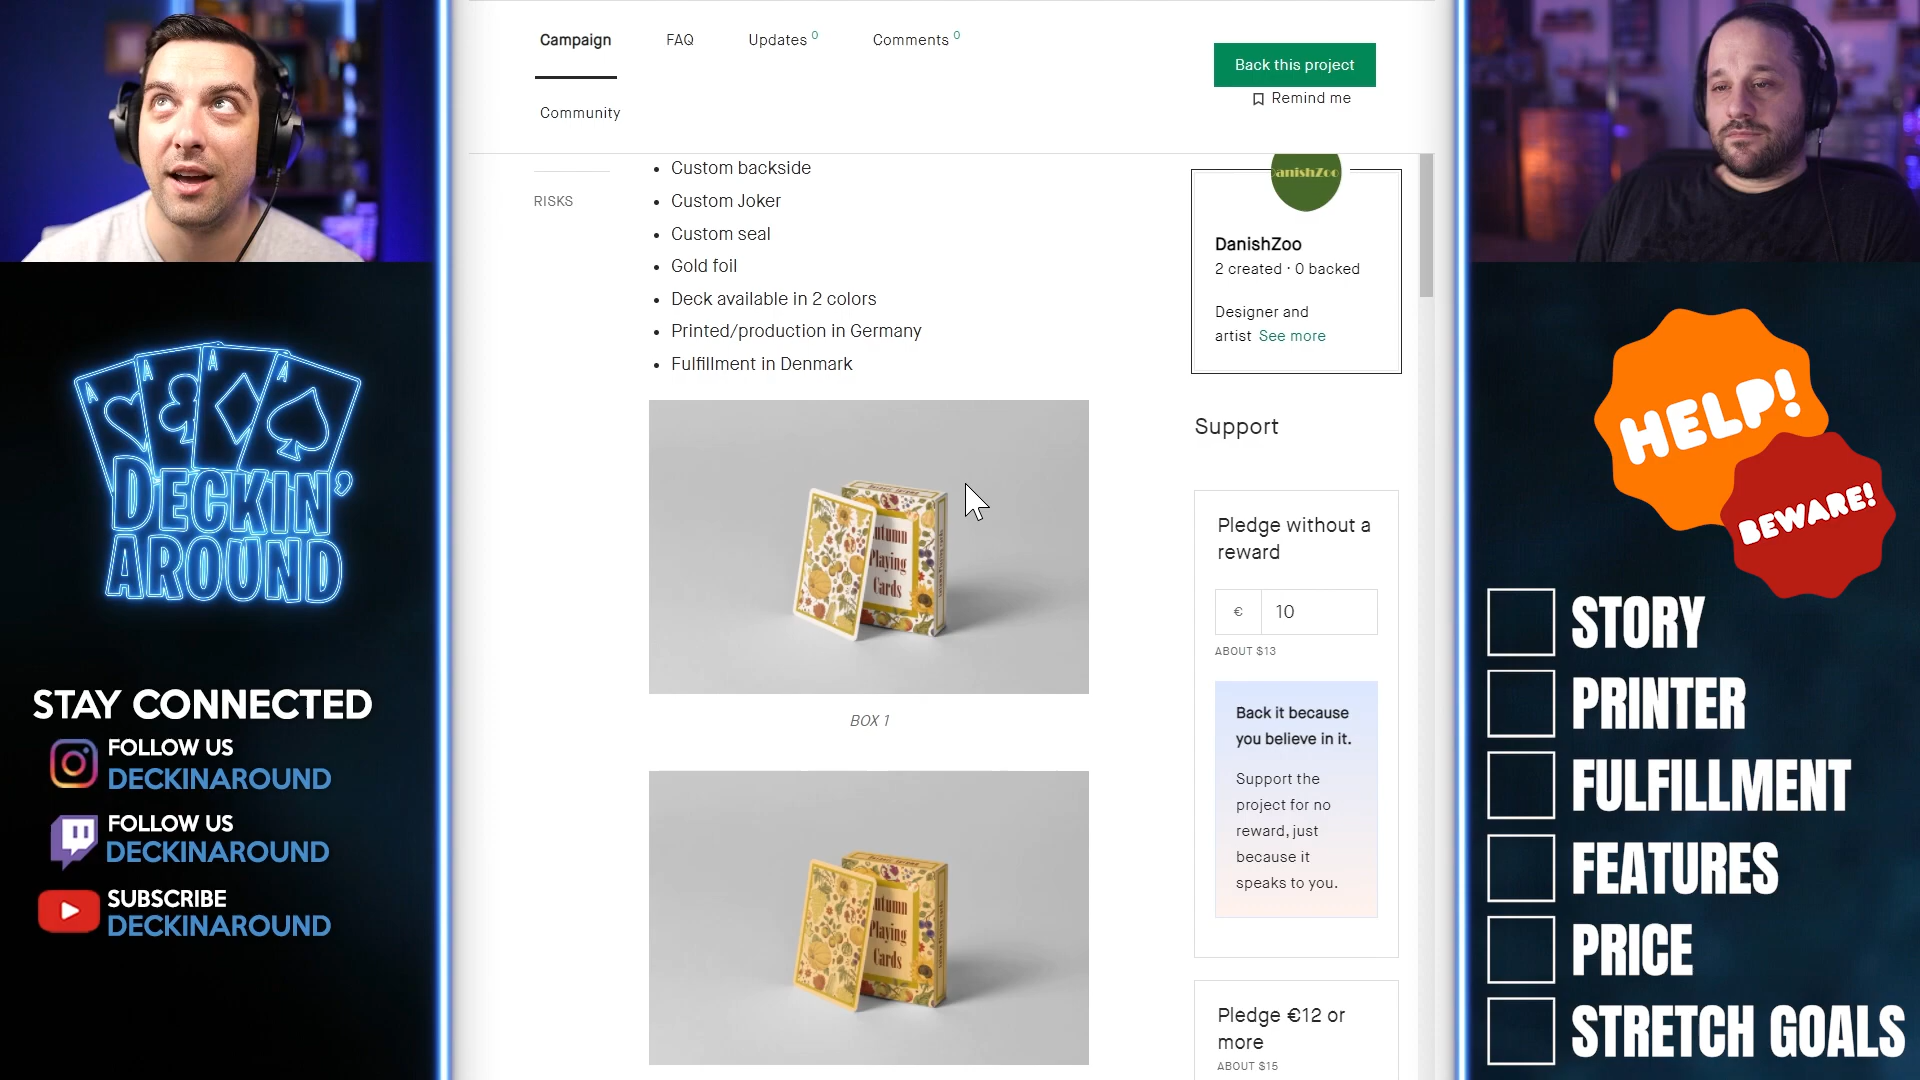 Campaign
FAQ
Updates 0
Comments 0
Community
Back this project
Remind me
RISKS
Custom backside
Custom Joker
Custom seal
Gold foil
Deck available in 2 colors
Printed/production in Germany
Fulfillment in Denmark
Playing
Cards
BOX 1
Playing
Cards
DanishZoo
2 created · 0 backed
Designer and
artist See more
Support
Pledge without a
reward
€ 10
ABOUT $13
Back it because
you believe in it.
Support the
project for no
reward, just
because it
speaks to you.
Pledge €12 or
more
ABOUT $15
A A A A
DECKIN'
AROUND
STAY CONNECTED
FOLLOW US
DECKINAROUND
FOLLOW US
DECKINAROUND
SUBSCRIBE
DECKINAROUND
HELP!
BEWARE!
STORY
PRINTER
FULFILLMENT
FEATURES
PRICE
STRETCH GOALS